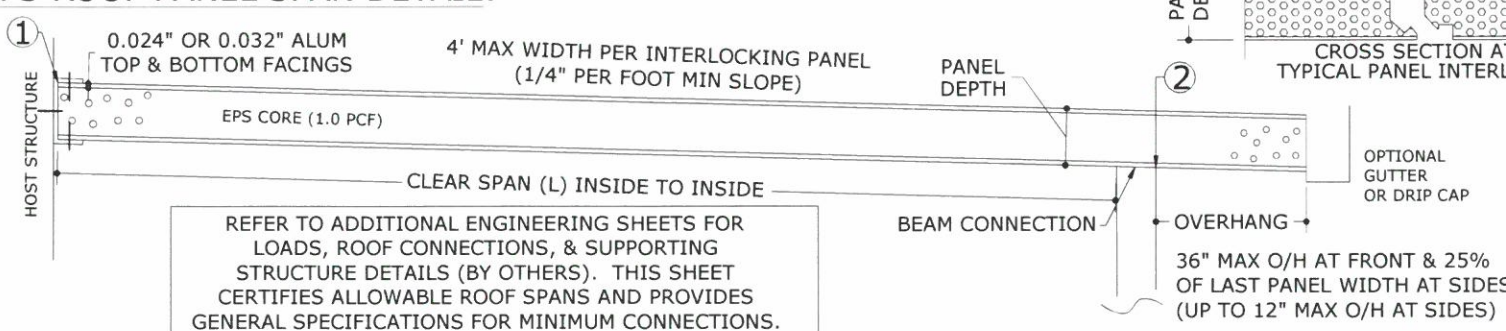 1
0.024" OR 0.032" ALUM
TOP & BOTTOM FACINGS
4' MAX WIDTH PER INTERLOCKING PANEL
(1/4" PER FOOT MIN SLOPE)
PANEL
DEPTH
2
CROSS SECTION
TYPICAL PANEL
HOST STRUCTURE
EPS CORE (1.0 PCF)
CLEAR SPAN (L) INSIDE TO INSIDE
BEAM CONNECTION
OVERHANG
OPTIONAL
GUTTER
OR DRIP CAP
36" MAX O/H AT FRONT & 25%
OF LAST PANEL WIDTH AT SIDES
(UP TO 12" MAX O/H AT SIDES)
REFER TO ADDITIONAL ENGINEERING SHEETS FOR
LOADS, ROOF CONNECTIONS, & SUPPORTING
STRUCTURE DETAILS (BY OTHERS). THIS SHEET
CERTIFIES ALLOWABLE ROOF SPANS AND PROVIDES
GENERAL SPECIFICATIONS FOR MINIMUM CONNECTIONS.